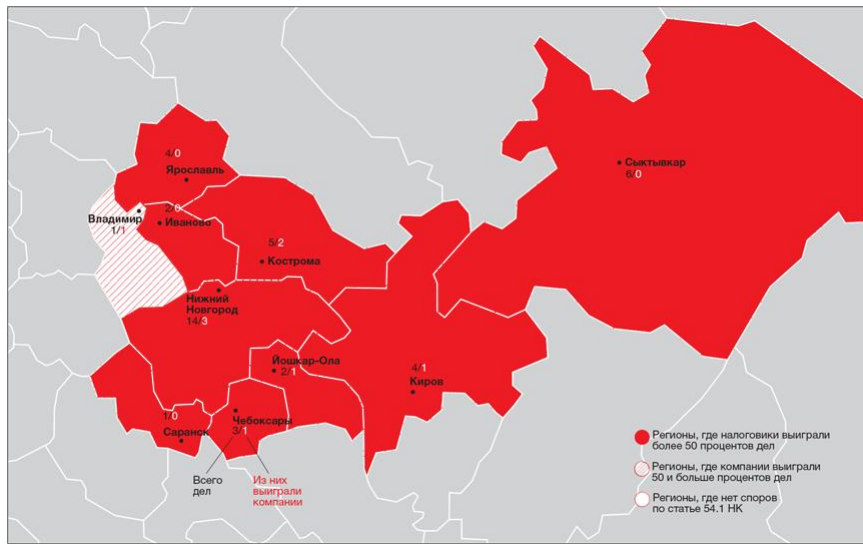 4/0
Ярославль
Сыктывкар
6/0
2/0
Владимир
Иваново
1/1
5/2
Кострома
Нижний
Новгород
14/3
Йошкар-Ола
2/1
4/1
Киров
1/0
Саранск
Чебоксары
3/1
Всего
дел
Из них
выиграли
компании
Регионы, где налоговики выиграли
более 50 процентов дел
Регионы, где компании выиграли
50 и больше процентов дел
Регионы, где нет споров
по статье 54.1 НК